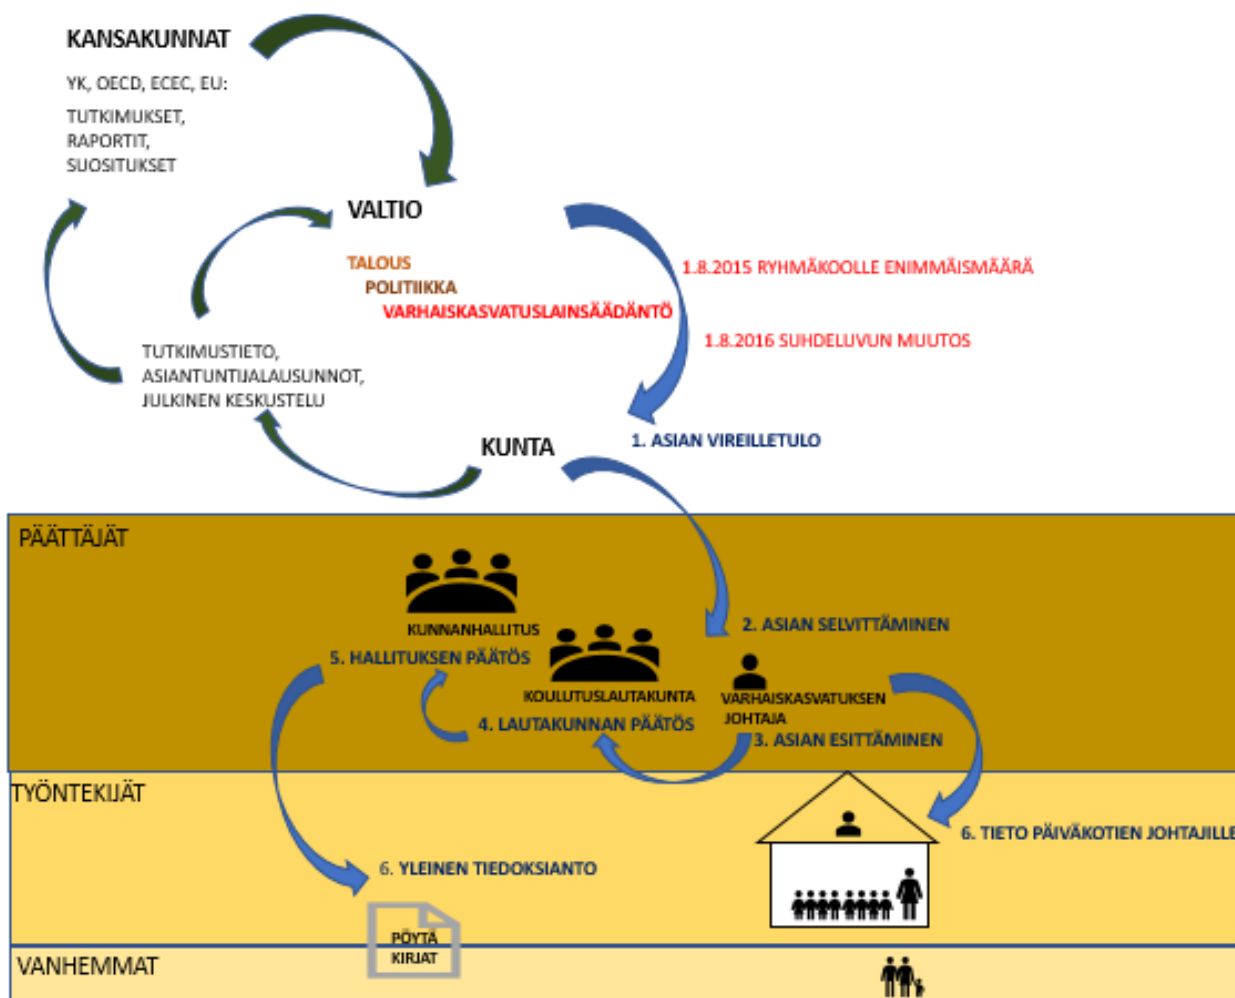 KANSAKUNNAT
YK, OECD, ECEC, EU:
TUTKIMUKSET,
RAPORTIT,
SUOSITUKSET
VALTIO
TALOUS
POLITIIKKA
VARHAISKASVATUSLAINSÄÄDÄNTÖ
1.8.2015 RYHMÄKOOLLE ENIMMÄISMÄÄRÄ
1.8.2016 SUHDELUVUN MUUTOS
TUTKIMUSTIETO,
ASIANTUNTIJALAUSUNNOT,
JULKINEN KESKUSTELU
KUNTA
1. ASIAN VIREILLETULO
PÄÄTTÄJÄT
KUNNANHALLITUS
5. HALLITUKSEN PÄÄTÖS
2. ASIAN SELVITTÄMINEN
KOULUTUSLAUTAKUNTA
4. LAUTAKUNNAN PÄÄTÖS
VARHAISKASVATUKSEN
JOHTAJA
3. ASIAN ESITTÄMINEN
TYÖNTEKIJÄT
6. TIETO PÄIVÄKOTIEN JOHTAJILLE
6. YLEINEN TIEDOKSIANTO
PÖYTÄ
KIRJAT
VANHEMMAT